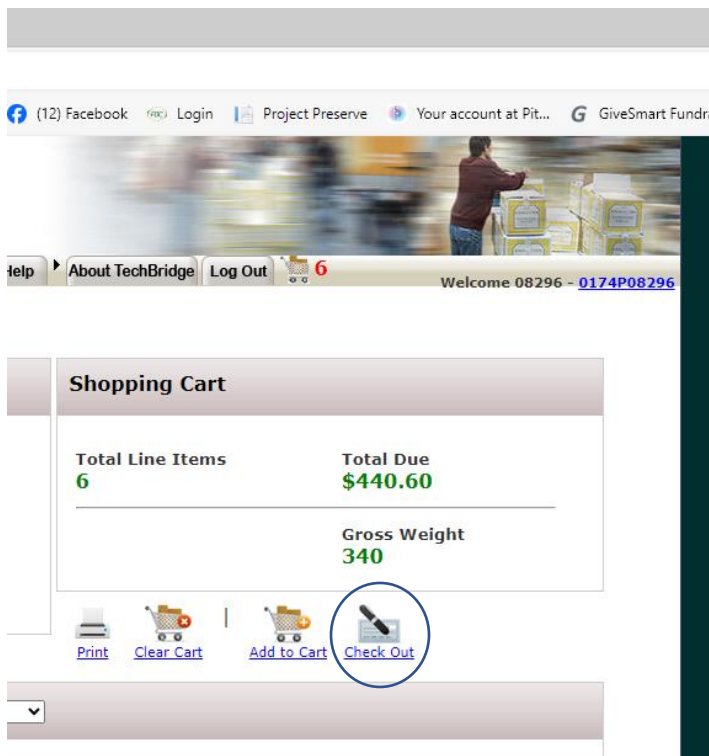 (12) Facebook Login Project Preserve Your account at Pit... G GiveSmart Fundr
Help About TechBridge Log Out 6
Welcome 08296 - 0174P08296
Shopping Cart
Total Line Items Total Due
6 $440.60
Gross Weight
340
Print Clear Cart | Add to Cart Check Out